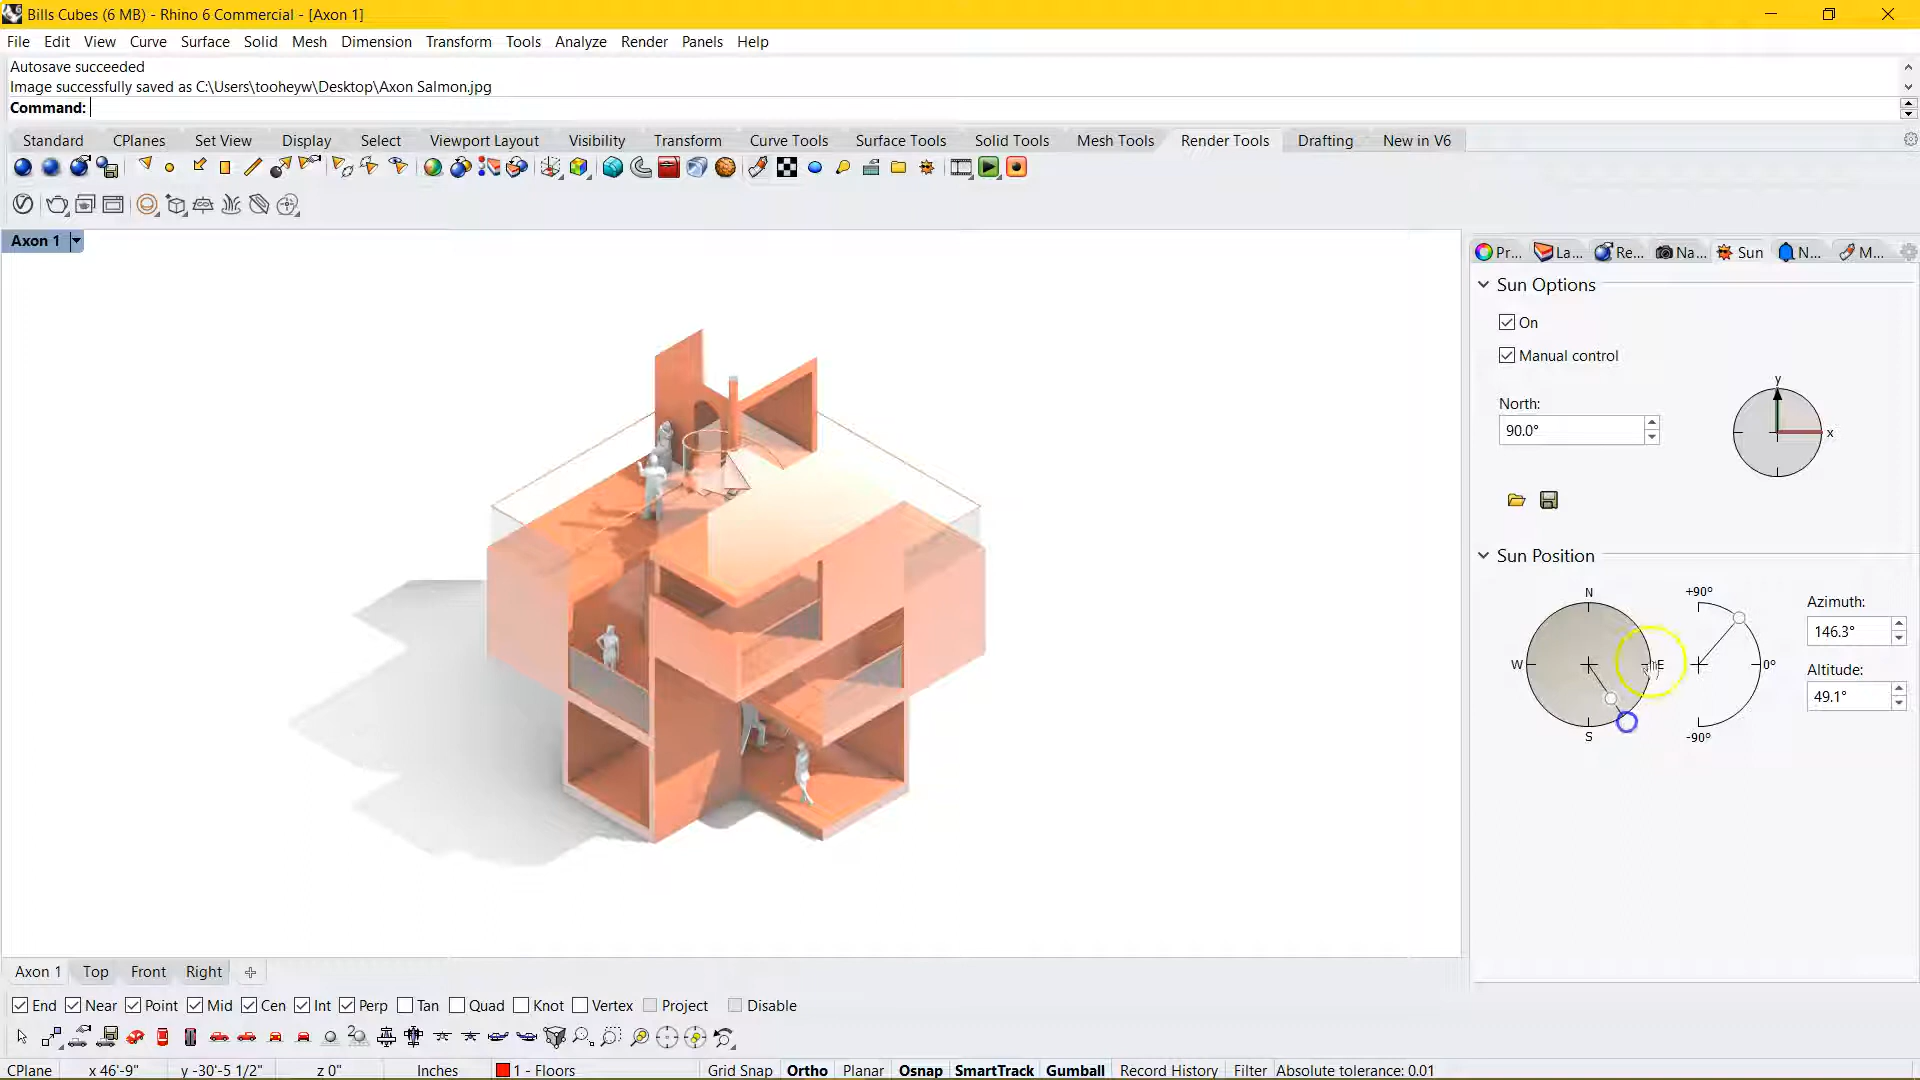 Bills Cubes (6 MB) - Rhino 6 Commercial - [Axon 1]
File Edit View Curve Surface Solid Mesh Dimension Transform Tools Analyze Render Panels Help
Autosave succeeded
Image successfully saved as C:\Users\tooheyw\Desktop\Axon Salmon.jpg
Command:
Standard CPlanes Set View Display Select Viewport Layout Visibility Transform Curve Tools Surface Tools Solid Tools Mesh Tools Render Tools Drafting New in V6
Axon 1
Pr... La... Re... Na... Sun N... M...
Sun Options
On
Manual control
y
North:
90.0°
x
Sun Position
N
+90°
Azimuth:
146.3°
W
E
0°
Altitude:
49.1°
S
-90°
Axon 1 Top Front Right
End Near Point Mid Cen Int Perp Tan Quad Knot Vertex Project Disable
CPlane x 46'-9" y -30'-5 1/2" z 0" Inches 1 - Floors Grid Snap Ortho Planar Osnap SmartTrack Gumball Record History Filter Absolute tolerance: 0.01